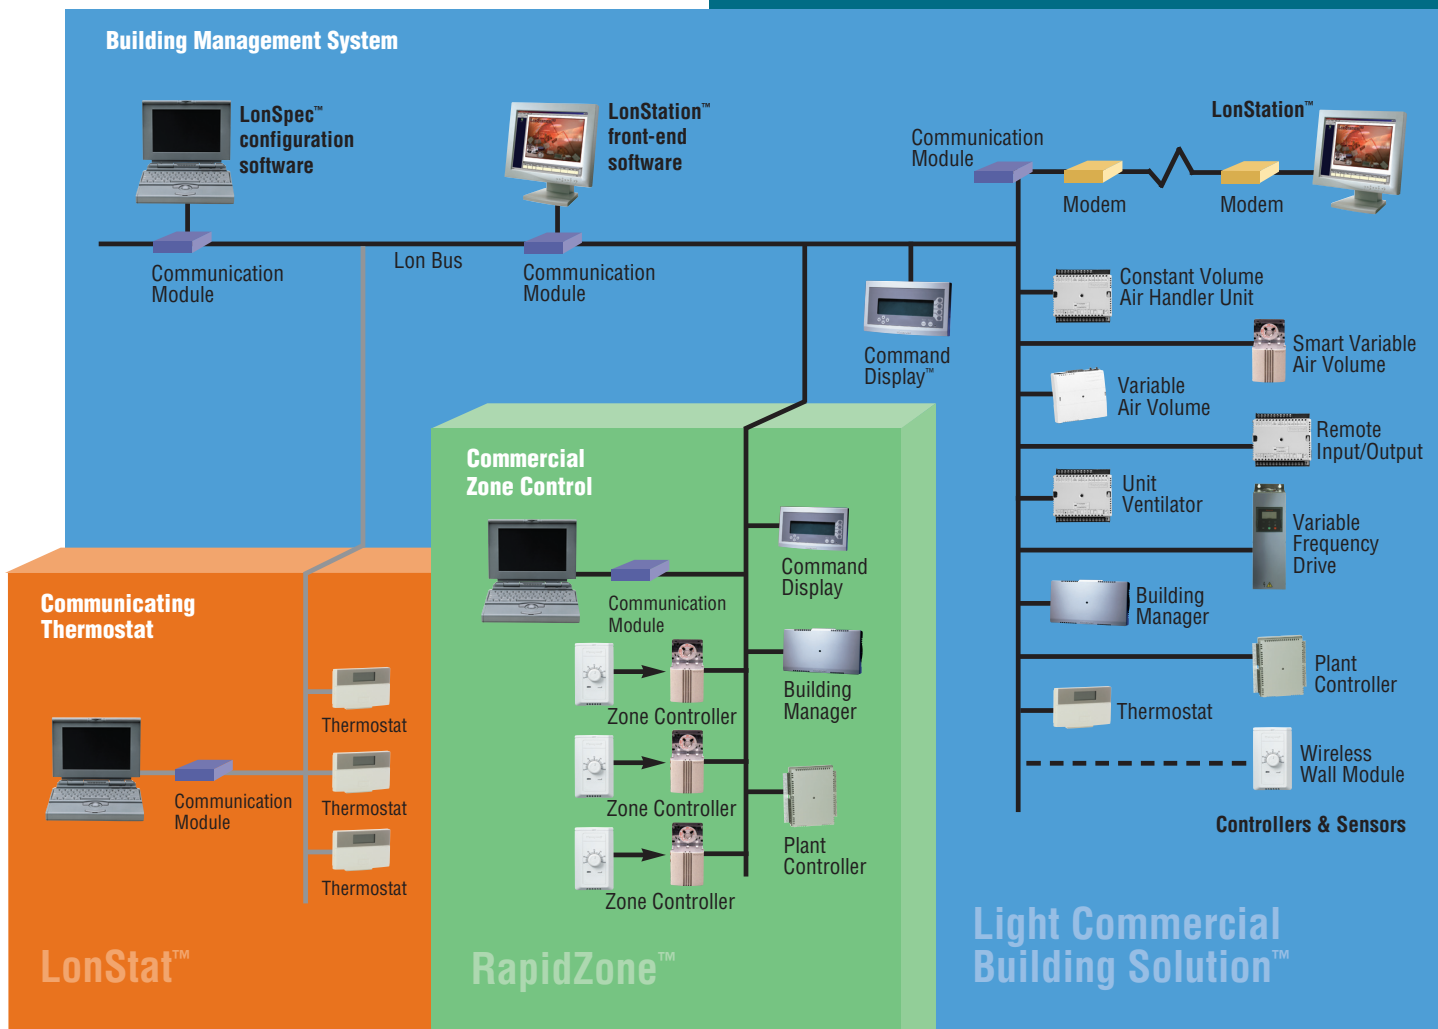 Building Management System
LonSpec™
configuration
software
LonStation™
front-end
software
LonStation™
Communication
Module
Modem
Modem
Communication
Module
Lon Bus
Communication
Module
Command
Display™
Constant Volume
Air Handler Unit
Smart Variable
Air Volume
Variable
Air Volume
Remote
Input/Output
Unit
Ventilator
Variable
Frequency
Drive
Building
Manager
Plant
Controller
Thermostat
Wireless
Wall Module
Controllers & Sensors
Light Commercial
Building Solution™
Commercial
Zone Control
Communication
Module
Command
Display
Building
Manager
Zone Controller
Zone Controller
Zone Controller
Plant
Controller
RapidZone™
Communicating
Thermostat
Communication
Module
Thermostat
Thermostat
Thermostat
LonStat™